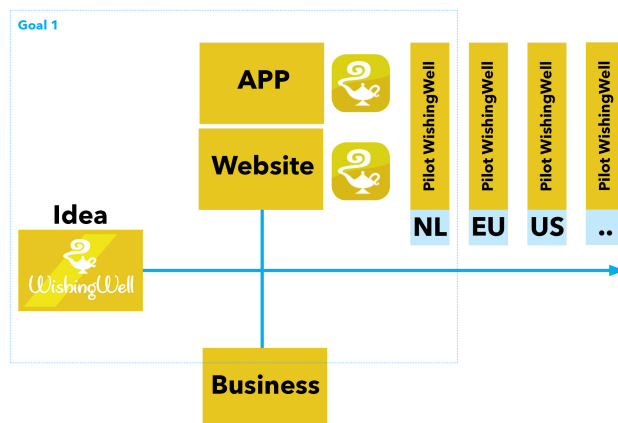 Goal 1
APP
Website
Idea
WishingWell
Business
Pilot WishingWell
NL
Pilot WishingWell
EU
Pilot WishingWell
US
Pilot WishingWell
..